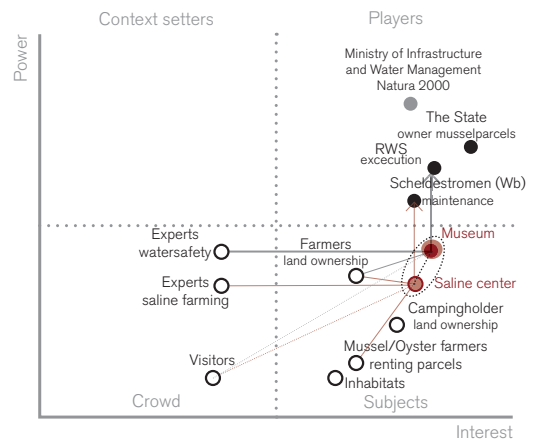 Context setters
Players
Power
Ministry of Infrastructure
and Water Management
Natura 2000
The State
owner musselparcels
RWS
excecution
Scheldestromen (Wb)
maintenance
Museum
Experts
watersafety
Farmers
land ownership
Experts
saline farming
Saline center
Campingholder
land ownership
Mussel/Oyster farmers
renting parcels
Visitors
Inhabitats
Crowd
Subjects
Interest